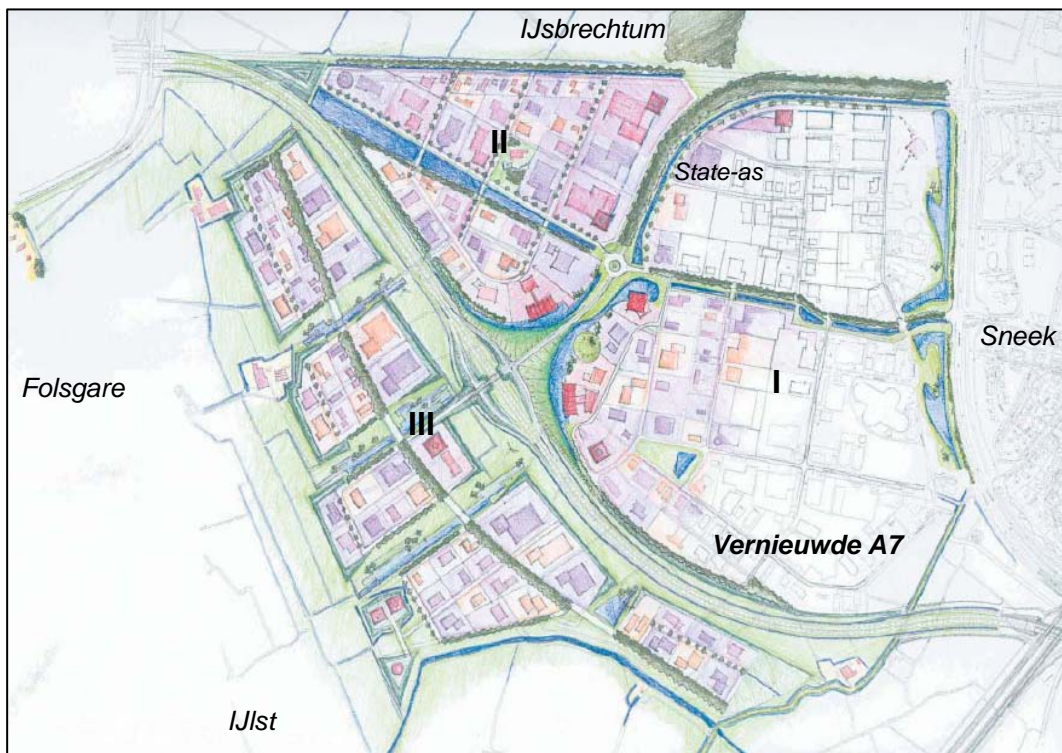 IJsbrechtum
II
State-as
Sneek
Folsgare
I
III
Vernieuwde A7
IJlst